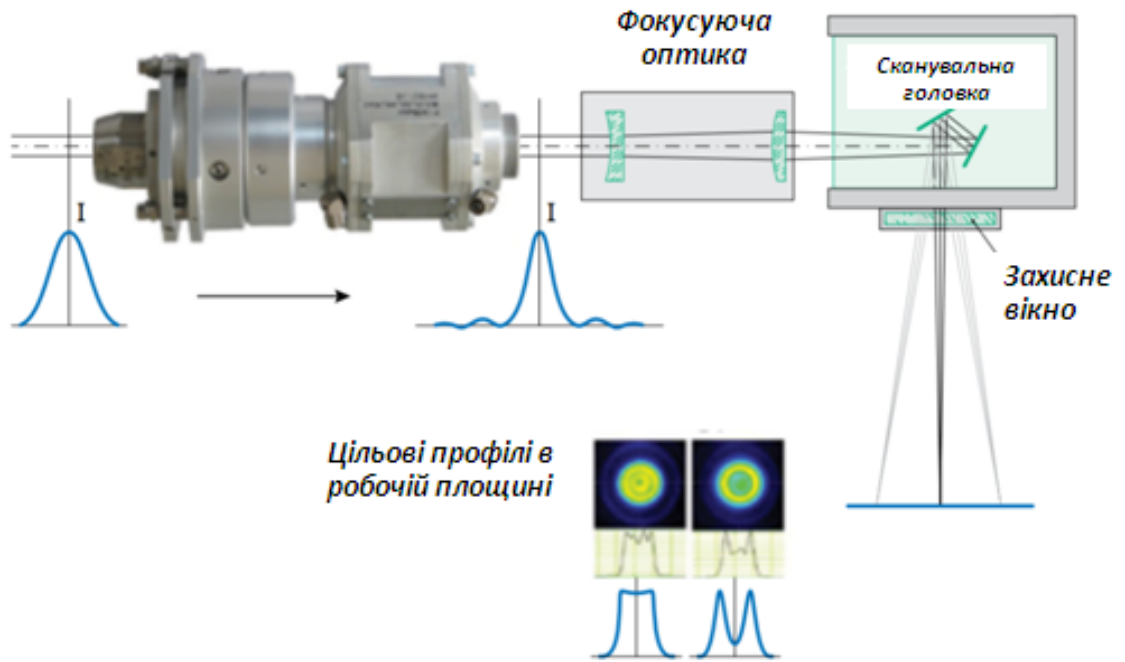 Фокусуюча
оптика
Сканувальна
головка
I
I
Захисне
вікно
Цільові профілі в
робочій площині